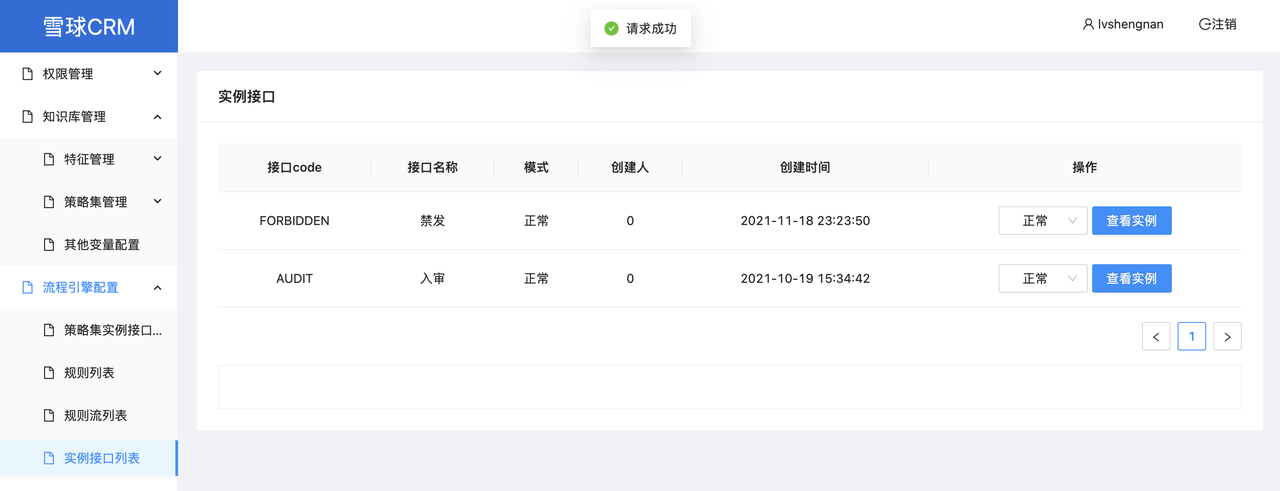 雪球CRM
请求成功
lvshengnan
注销
权限管理
知识库管理
特征管理
策略集管理
其他变量配置
流程引擎配置
策略集实例接口...
规则列表
规则流列表
实例接口列表
实例接口
接口code 接口名称 模式 创建人 创建时间 操作
FORBIDDEN 禁发 正常 0 2021-11-18 23:23:50 正常 查看实例
AUDIT 入审 正常 0 2021-10-19 15:34:42 正常 查看实例
1